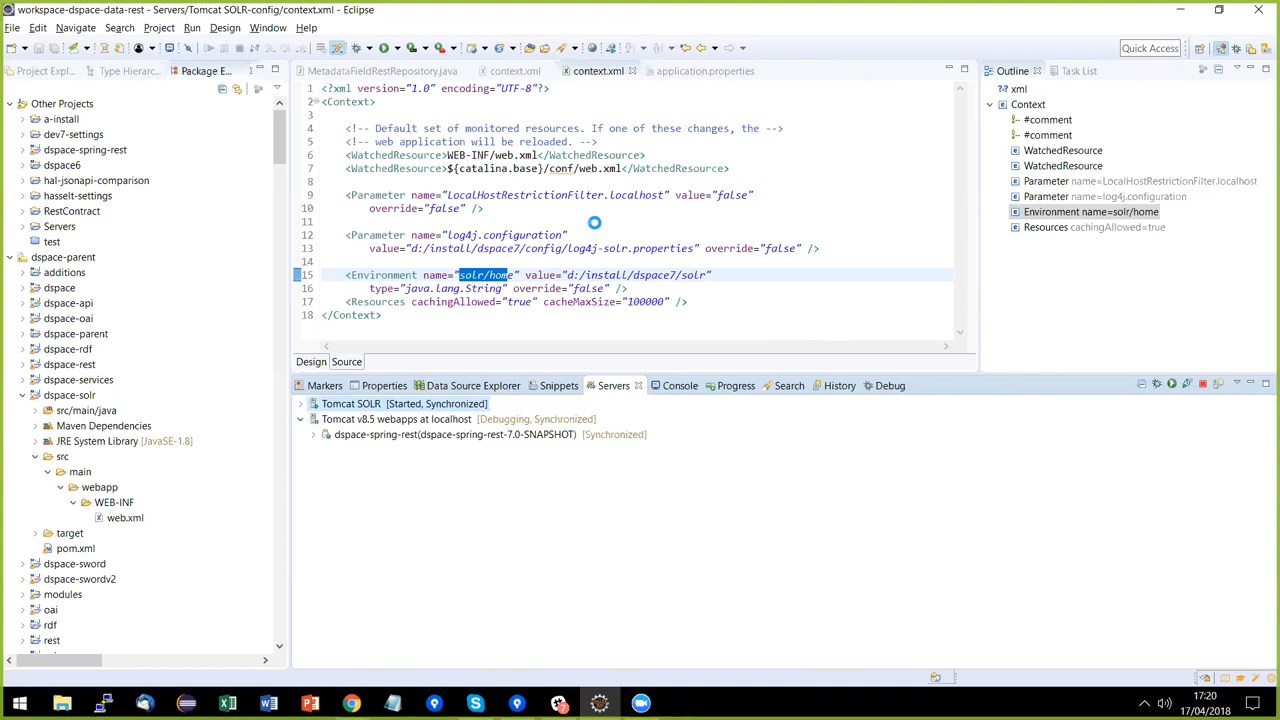 workspace-dspace-data-rest - Servers/Tomcat SOLR-config/context.xml - Eclipse
File Edit Navigate Search Project Run Design Window Help
Quick Access
Project Expl... Type Hierarc... Package E...
Other Projects
a-install
dev7-settings
dspace-spring-rest
dspace6
hal-jsonapi-comparison
hasselt-settings
RestContract
Servers
test
dspace-parent
additions
dspace
dspace-api
dspace-oai
dspace-parent
dspace-rdf
dspace-rest
dspace-services
dspace-solr
src/main/java
Maven Dependencies
JRE System Library [JavaSE-1.8]
src
main
webapp
WEB-INF
web.xml
target
pom.xml
dspace-sword
dspace-swordv2
modules
oai
rdf
rest
MetadataFieldRestRepository.java context.xml context.xml application.properties
1 <?xml version="1.0" encoding="UTF-8"?>
2 <Context>
3
4 <!-- Default set of monitored resources. If one of these changes, the -->
5 <!-- web application will be reloaded. -->
6 <WatchedResource>WEB-INF/web.xml</WatchedResource>
7 <WatchedResource>${catalina.base}/conf/web.xml</WatchedResource>
8
9 <Parameter name="LocalHostRestrictionFilter.localhost" value="false"
10 override="false" />
11
12 <Parameter name="log4j.configuration"
13 value="d:/install/dspace7/config/log4j-solr.properties" override="false" />
14
15 <Environment name="solr/home" value="d:/install/dspace7/solr"
16 type="java.lang.String" override="false" />
17 <Resources cachingAllowed="true" cacheMaxSize="100000" />
18 </Context>
Design Source
Outline Task List
xml
Context
#comment
#comment
WatchedResource
WatchedResource
Parameter name=LocalHostRestrictionFilter.localhost
Parameter name=log4j.configuration
Environment name=solr/home
Resources cachingAllowed=true
Markers Properties Data Source Explorer Snippets Servers Console Progress Search History Debug
Tomcat SOLR [Started, Synchronized]
Tomcat v8.5 webapps at localhost [Debugging, Synchronized]
dspace-spring-rest(dspace-spring-rest-7.0-SNAPSHOT) [Synchronized]
17:20
17/04/2018